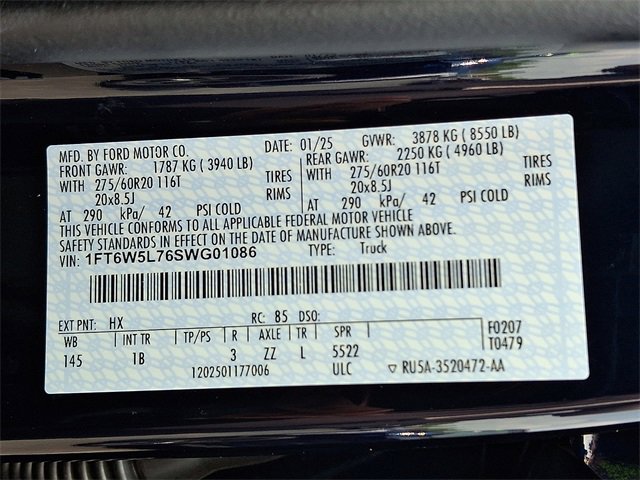 MFD. BY FORD MOTOR CO. DATE: 01/25 GVWR: 3878 KG ( 8550 LB)
FRONT GAWR: 1787 KG ( 3940 LB) REAR GAWR: 2250 KG ( 4960 LB)
WITH 275/60R20 116T TIRES WITH 275/60R20 116T TIRES
20x8.5J RIMS 20x8.5J RIMS
AT 290 kPa/ 42 PSI COLD AT 290 kPa/ 42 PSI COLD
THIS VEHICLE CONFORMS TO ALL APPLICABLE FEDERAL MOTOR VEHICLE
SAFETY STANDARDS IN EFFECT ON THE DATE OF MANUFACTURE SHOWN ABOVE.
VIN: 1FT6W5L76SWG01086 TYPE: Truck
EXT PNT: HX RC: 85 DSO:
WB INT TR TP/PS R AXLE TR SPR F0207
145 1B 3 ZZ L 5522 T0479
1202501177006 ULC ▽ RU5A-3520472-AA